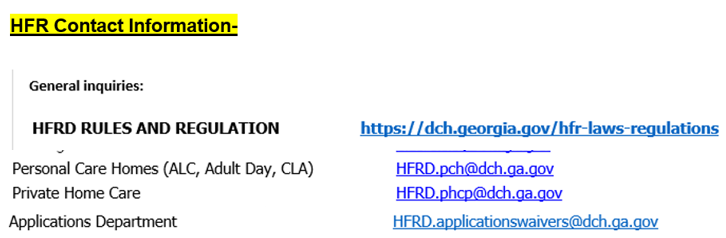 HFR Contact Information-
General inquiries:
HFRD RULES AND REGULATION https://dch.georgia.gov/hfr-laws-regulations
Personal Care Homes (ALC, Adult Day, CLA) HFRD.pch@dch.ga.gov
Private Home Care HFRD.phcp@dch.ga.gov
Applications Department HFRD.applicationswaivers@dch.ga.gov